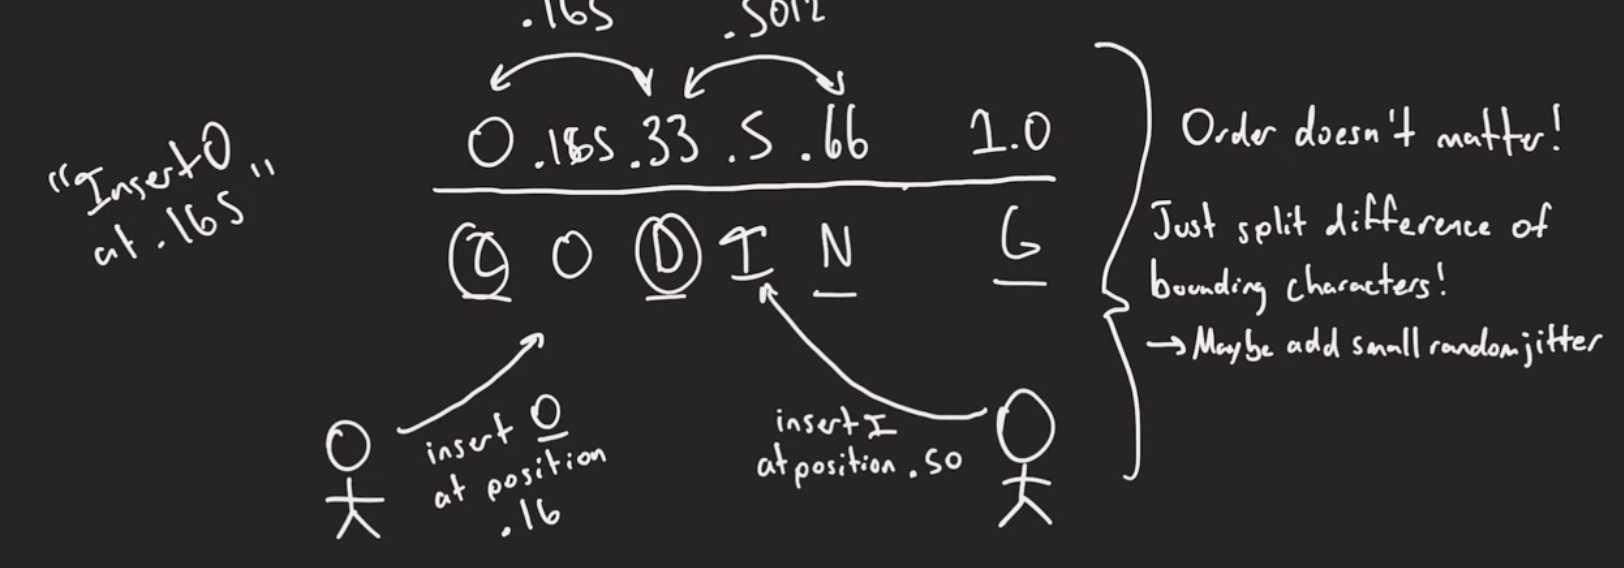 .165 .5012
0 .165 .33 .5 .66 1.0
C O D I N G
"Insert O
at .165"
Order doesn't matter!
Just split difference of
bounding characters!
→ Maybe add small random jitter
insert O
at position
.16
insert I
at position .50